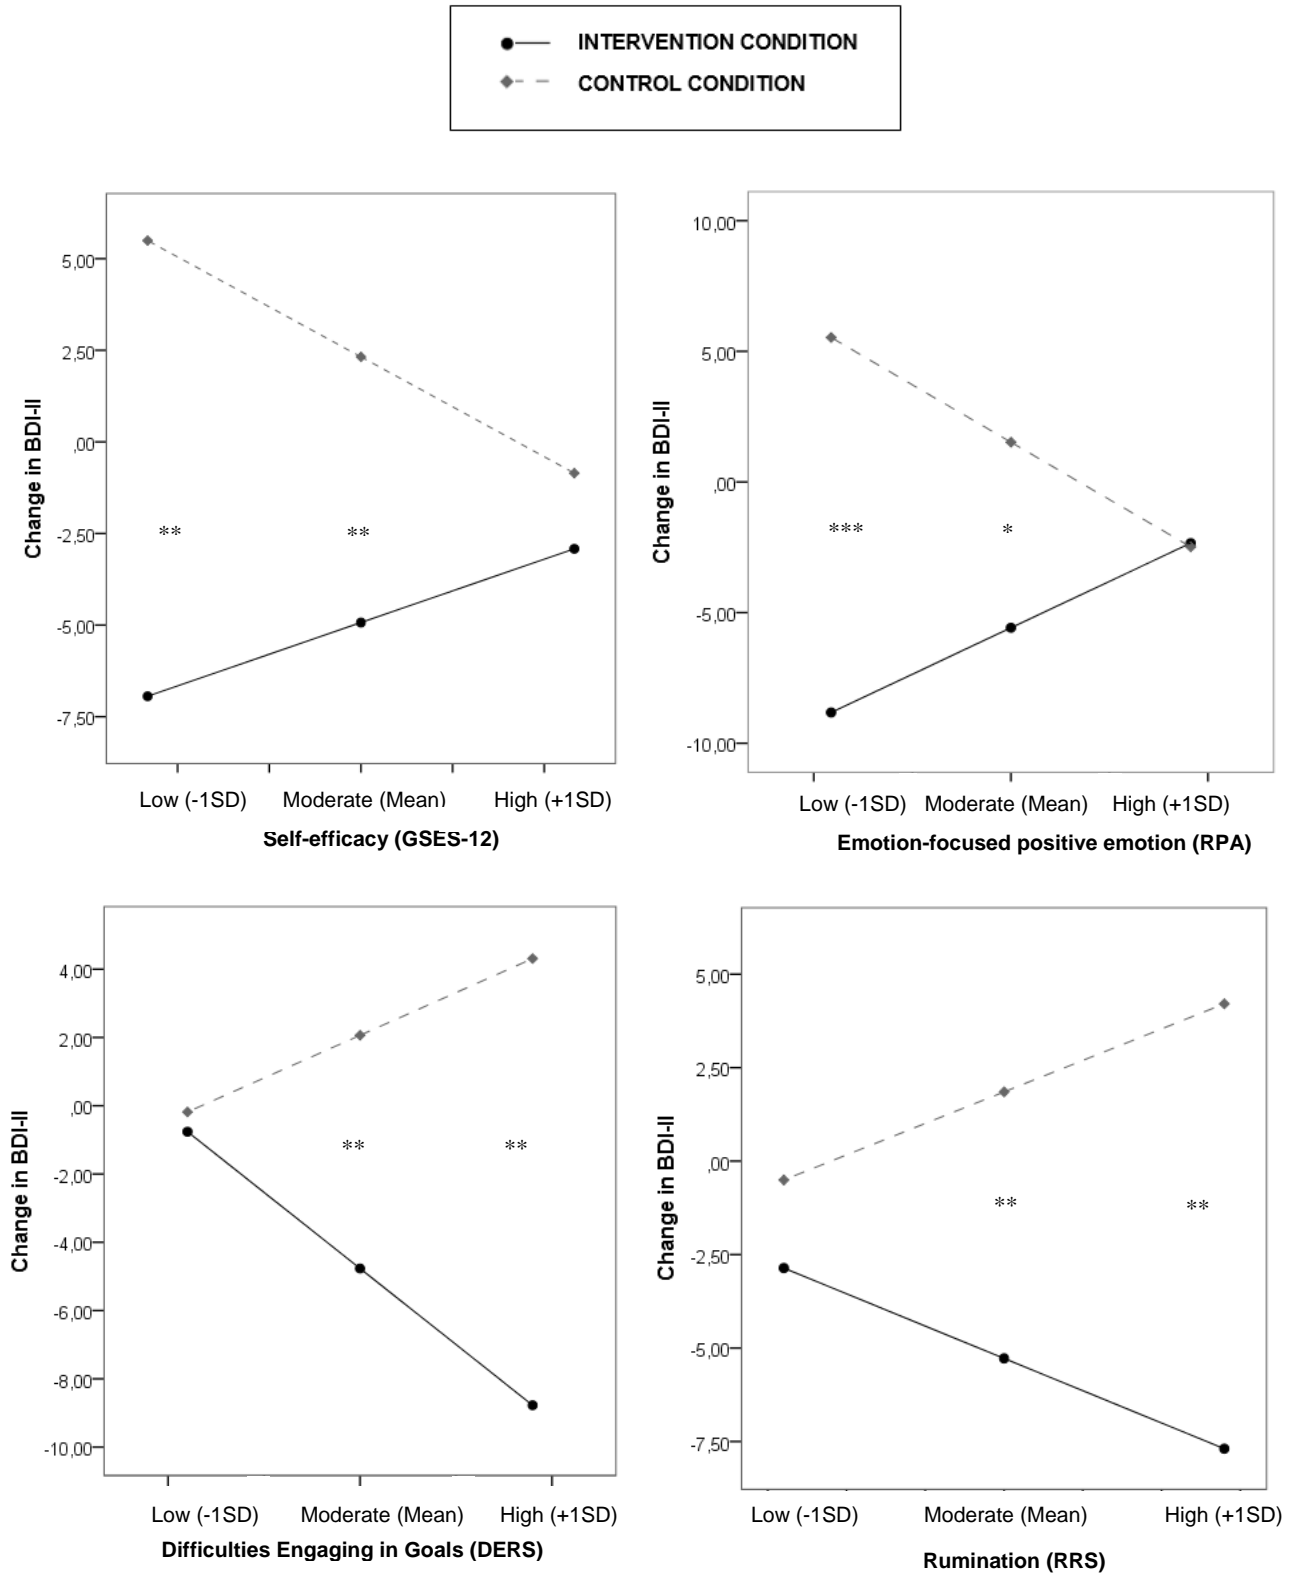 INTERVENTION CONDITION
CONTROL CONDITION
Change in BDI-II
5,00
2,50
,00
-2,50
-5,00
-7,50
**
**
Low (-1SD) Moderate (Mean) High (+1SD)
Self-efficacy (GSES-12)
Change in BDI-II
10,00
5,00
,00
-5,00
-10,00
***
*
Low (-1SD) Moderate (Mean) High (+1SD)
Emotion-focused positive emotion (RPA)
Change in BDI-II
4,00
2,00
,00
-2,00
-4,00
-6,00
-8,00
-10,00
**
**
Low (-1SD) Moderate (Mean) High (+1SD)
Difficulties Engaging in Goals (DERS)
Change in BDI-II
5,00
2,50
,00
-2,50
-5,00
-7,50
**
**
Low (-1SD) Moderate (Mean) High (+1SD)
Rumination (RRS)